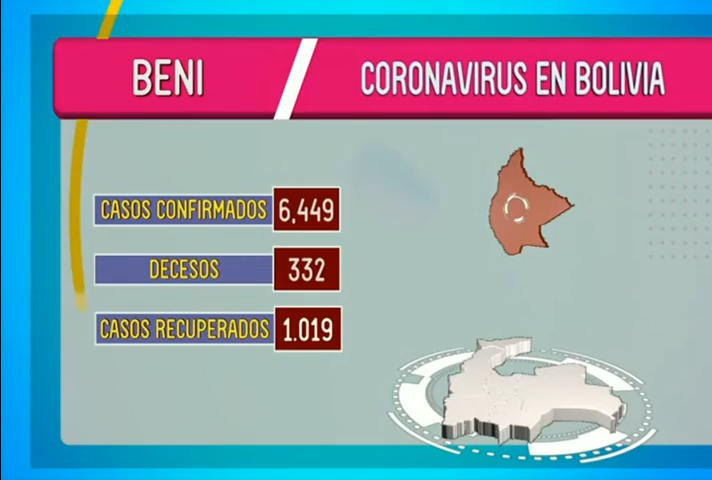 BENI
CORONAVIRUS EN BOLIVIA
CASOS CONFIRMADOS 6,449
DECESOS 332
CASOS RECUPERADOS 1.019